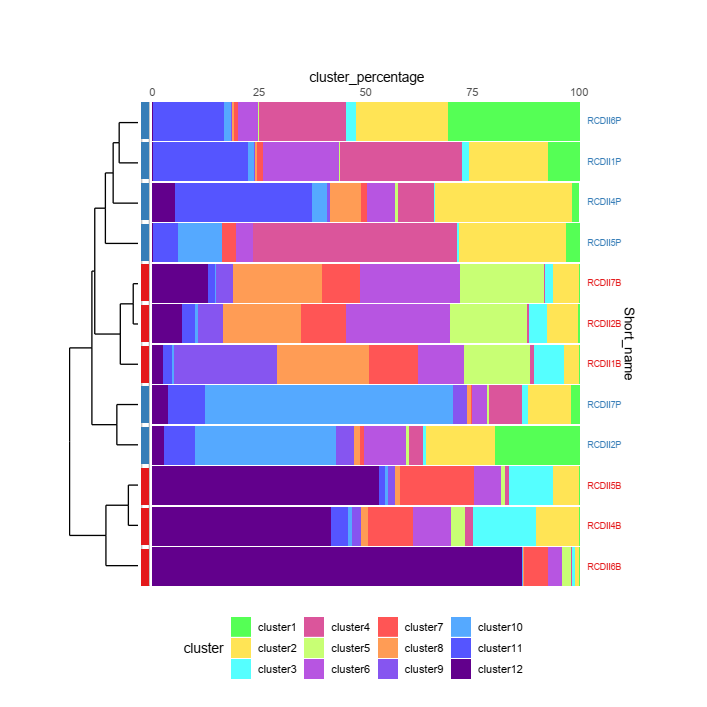 cluster_percentage
0 25 50 75 100
RCDII6P
RCDII1P
RCDII4P
RCDII5P
RCDII7B
RCDII2B
RCDII1B
RCDII7P
RCDII2P
RCDII5B
RCDII4B
RCDII6B
Short_name
cluster
cluster1 cluster4 cluster7 cluster10
cluster2 cluster5 cluster8 cluster11
cluster3 cluster6 cluster9 cluster12